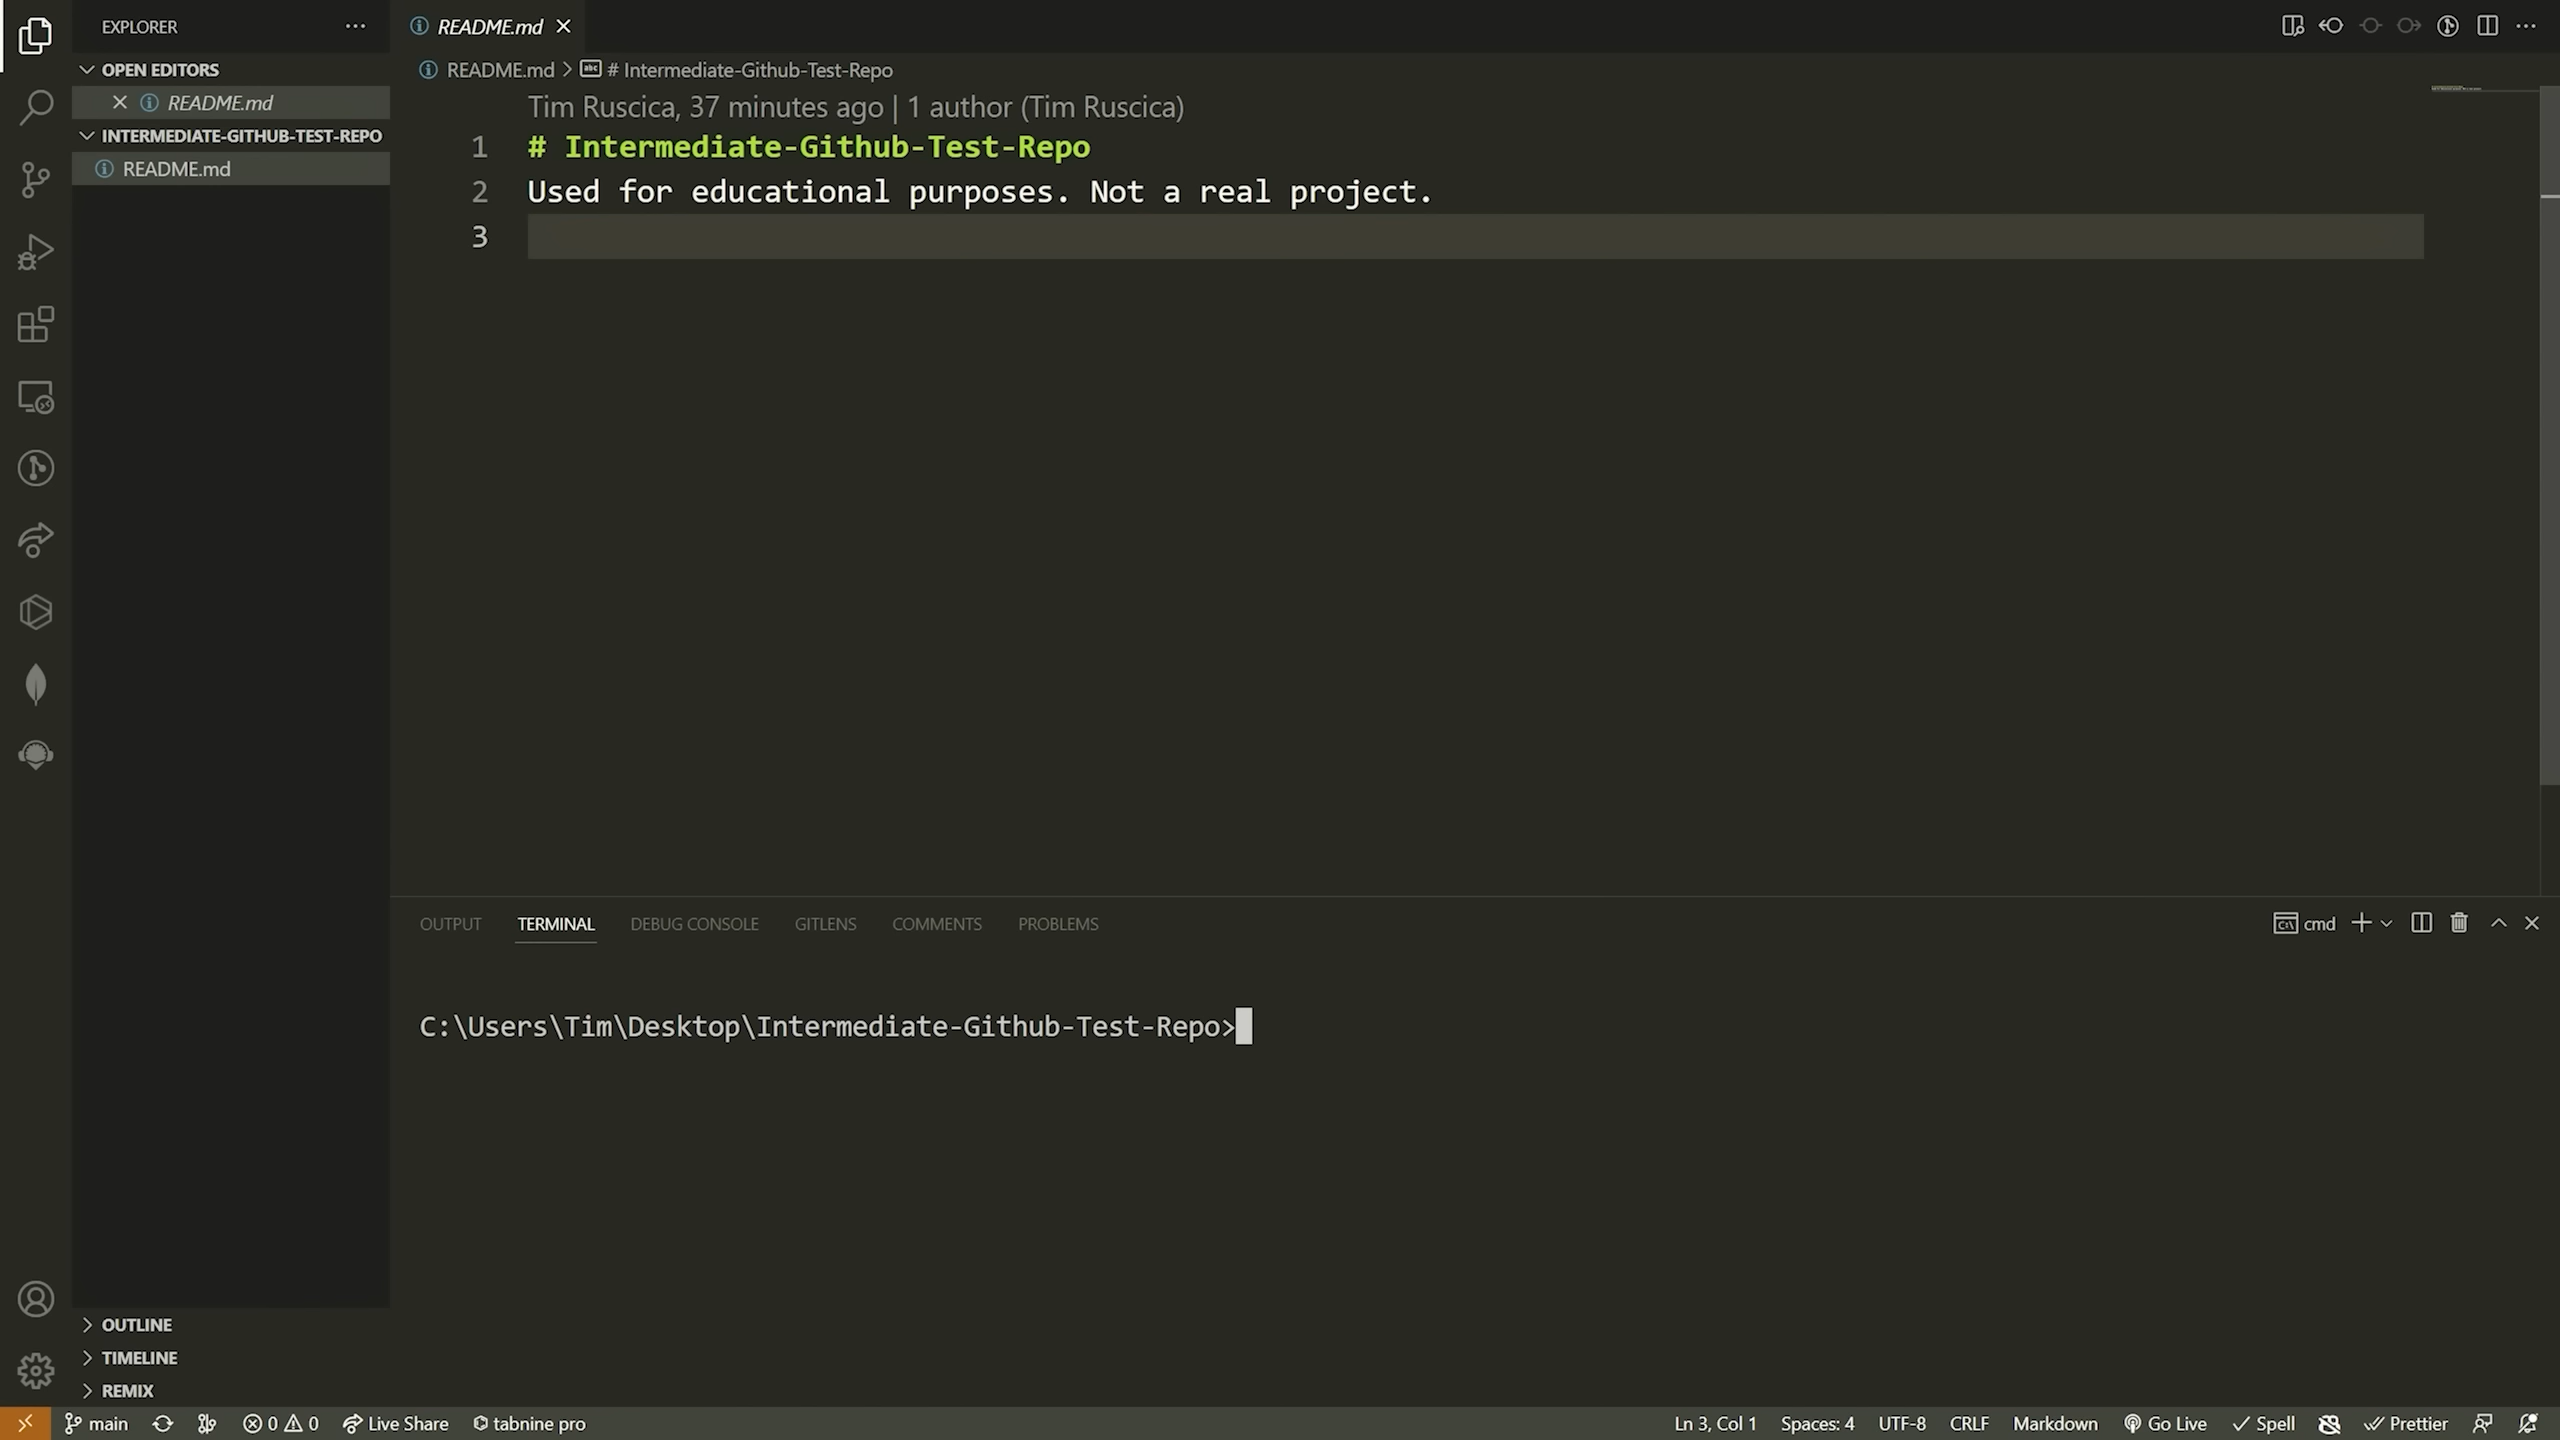 EXPLORER
README.md
OPEN EDITORS
README.md
INTERMEDIATE-GITHUB-TEST-REPO
README.md
README.md > # Intermediate-Github-Test-Repo
Tim Ruscica, 37 minutes ago | 1 author (Tim Ruscica)
1 # Intermediate-Github-Test-Repo
2 Used for educational purposes. Not a real project.
3
OUTPUT TERMINAL DEBUG CONSOLE GITLENS COMMENTS PROBLEMS
cmd
C:\Users\Tim\Desktop\Intermediate-Github-Test-Repo>
OUTLINE
TIMELINE
REMIX
main 0 0 Live Share tabnine pro Ln 3, Col 1 Spaces: 4 UTF-8 CRLF Markdown Go Live Spell Prettier